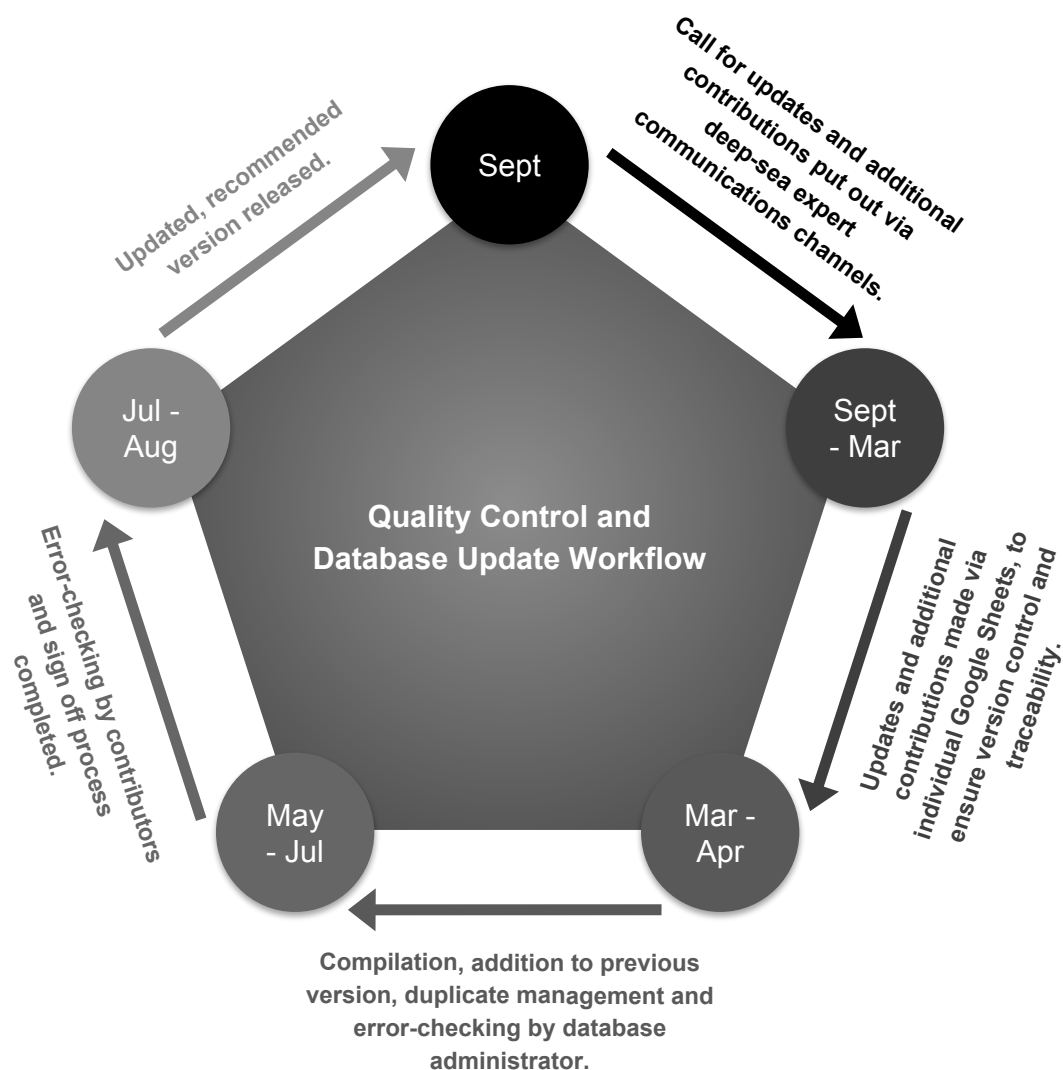 Sept
Call for updates and additional
contributions put out via
deep-sea expert
communications channels.
Sept
- Mar
Updates and additional
contributions made via
individual Google Sheets, to
ensure version control and
traceability.
Mar -
Apr
Compilation, addition to previous
version, duplicate management and
error-checking by database
administrator.
May
- Jul
Error-checking by contributors
and sign off process
completed.
Jul -
Aug
Updated, recommended
version released.
Quality Control and
Database Update Workflow